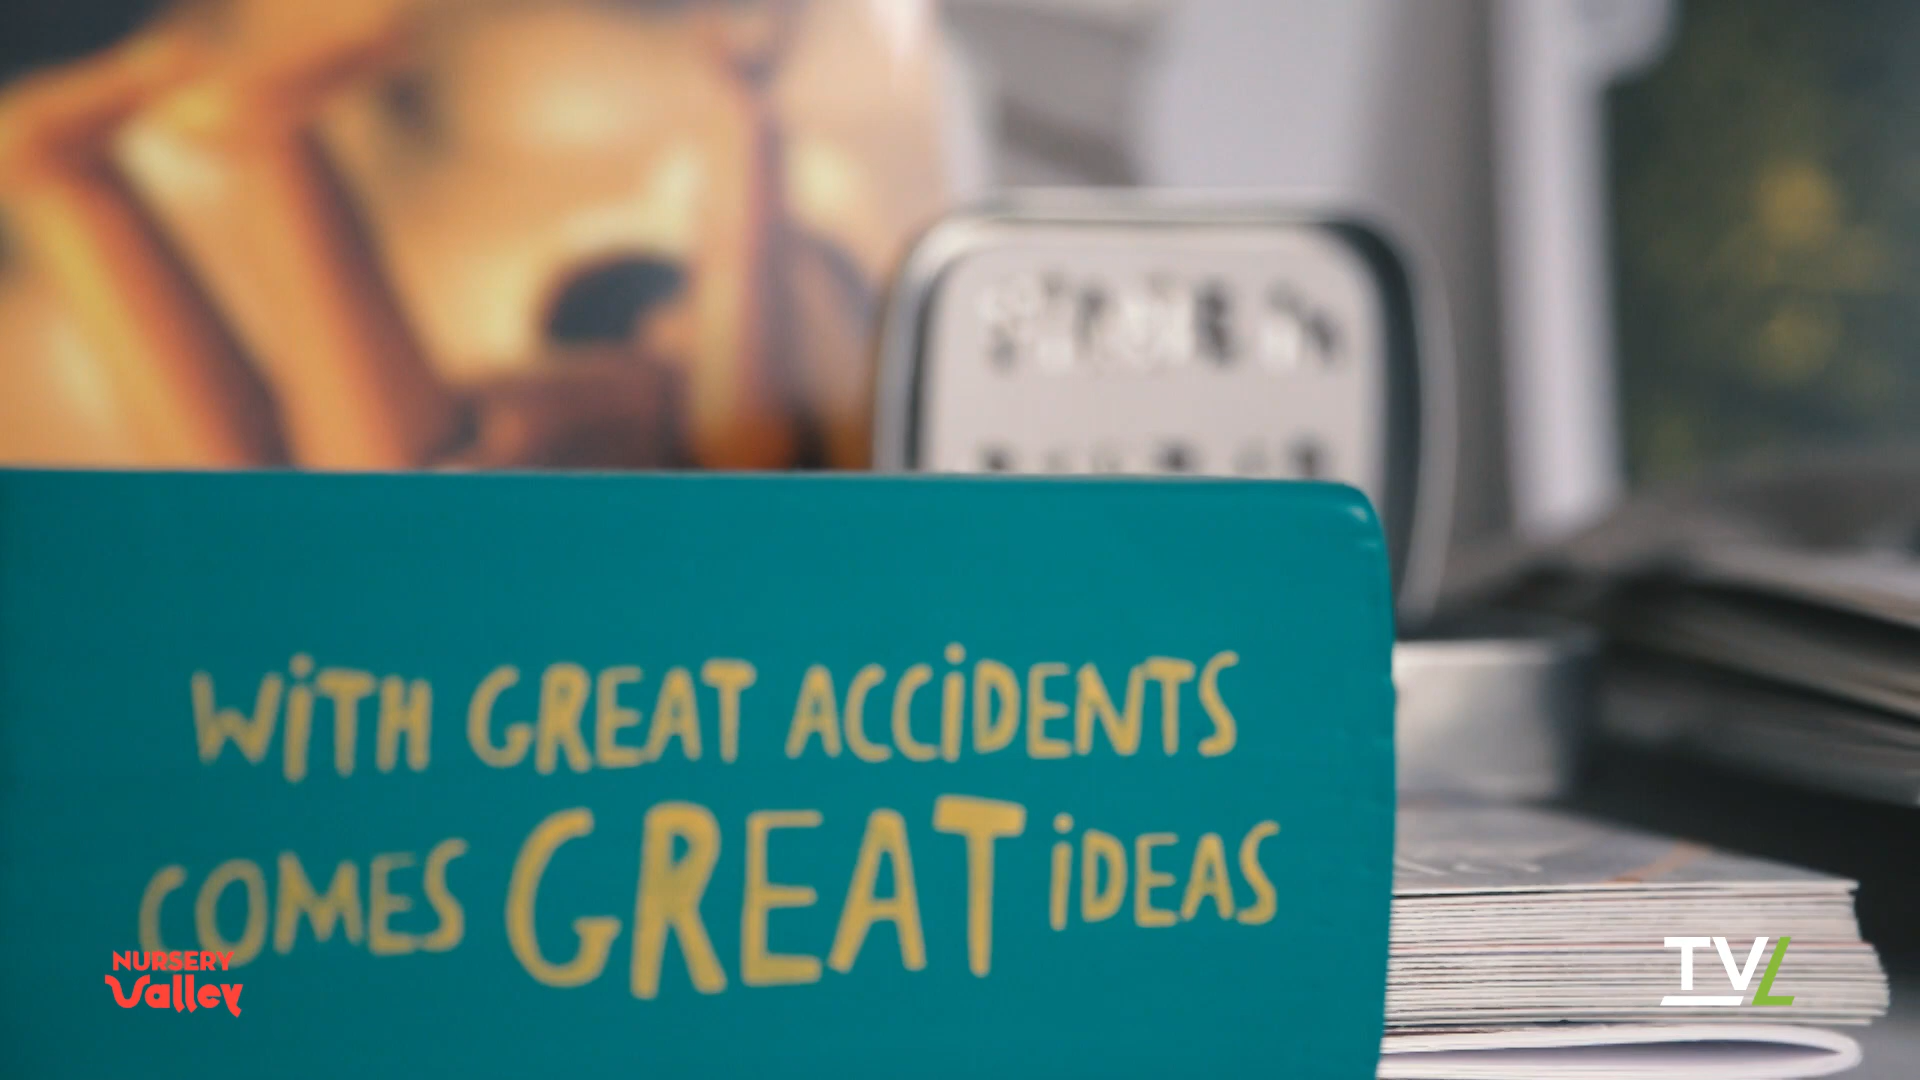 WiTH GREAT ACCiDENTS
COMES GREAT iDEAS
NURSERY
Valley
TVL